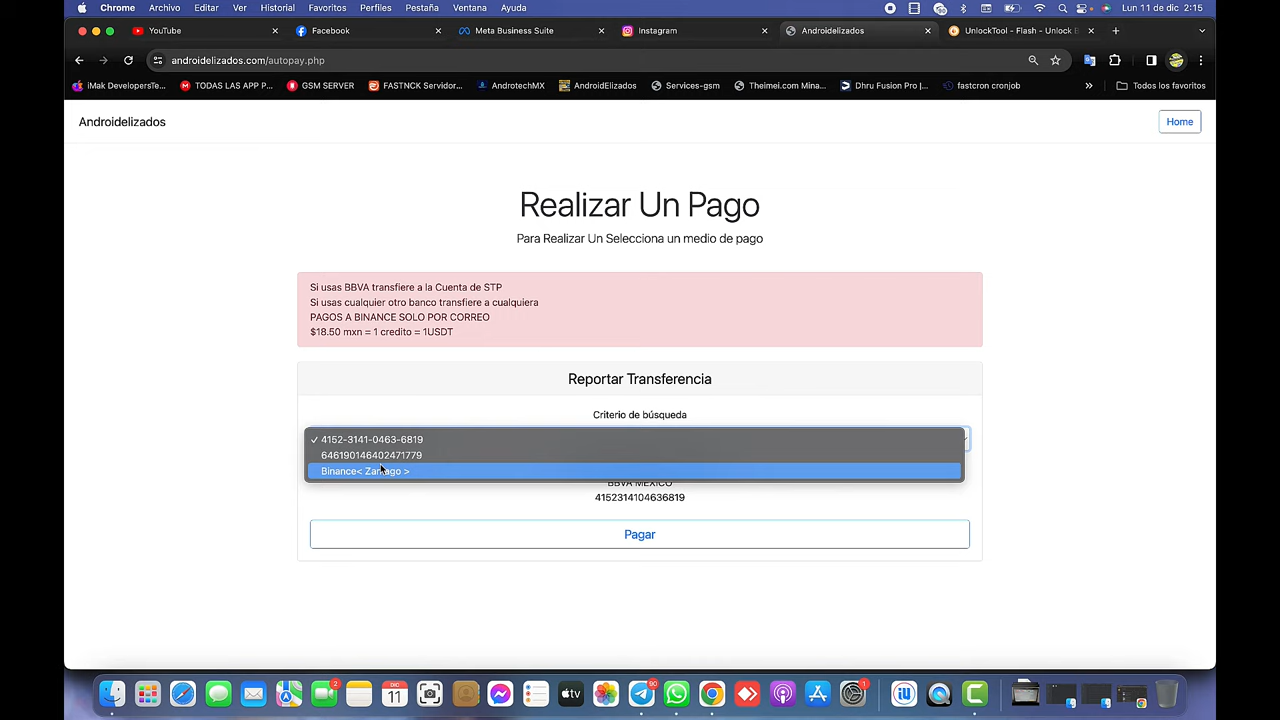 Chrome Archivo Editar Ver Historial Favoritos Perfiles Pestaña Ventana Ayuda Lun 11 de dic 2:15
YouTube Facebook Meta Business Suite Instagram Androidelizados UnlockTool - Flash - Unlock B
androidelizados.com/autopay.php
iMak DevelopersTe... TODAS LAS APP P... GSM SERVER FASTNCK Servidor... AndrotechMX AndroidElizados Services-gsm Theimei.com Mina... Dhru Fusion Pro |... fastcron cronjob Todos los favoritos
Androidelizados Home
Realizar Un Pago
Para Realizar Un Selecciona un medio de pago
Si usas BBVA transfiere a la Cuenta de STP
Si usas cualquier otro banco transfiere a cualquiera
PAGOS A BINANCE SOLO POR CORREO
$18.50 mxn = 1 credito = 1USDT
Reportar Transferencia
Criterio de búsqueda
4152-3141-0463-6819
646190146402471779
Binance<
BBVA MEXICO
4152314104636819
Pagar